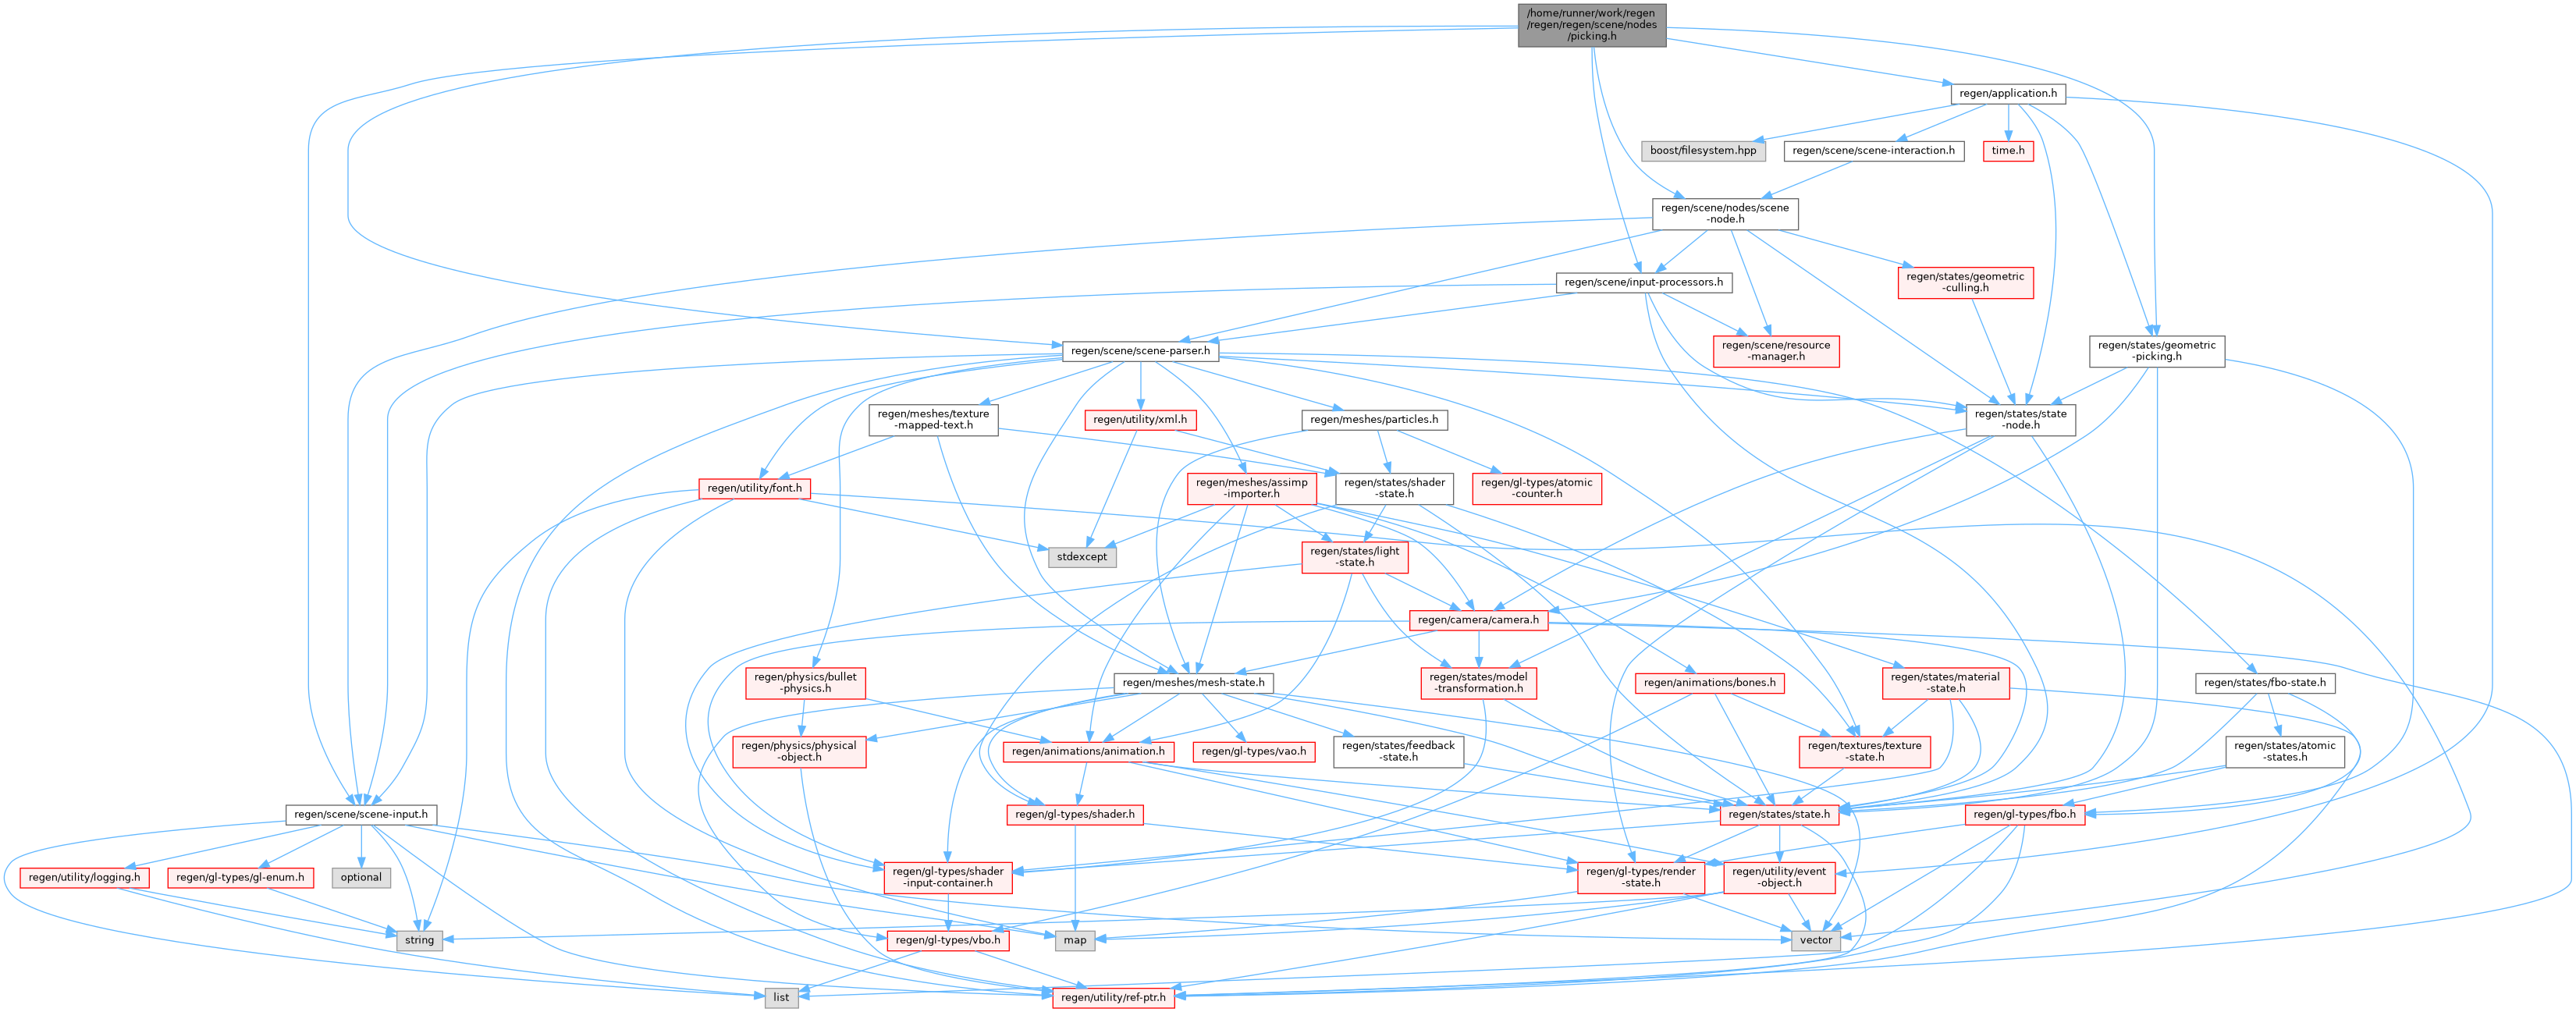 /home/runner/work/regen
/regen/regen/scene/nodes
/picking.h
regen/application.h
boost/filesystem.hpp
regen/scene/scene-interaction.h
time.h
regen/scene/nodes/scene
-node.h
regen/scene/input-processors.h
regen/states/geometric
-culling.h
regen/scene/scene-parser.h
regen/scene/resource
-manager.h
regen/states/geometric
-picking.h
regen/meshes/texture
-mapped-text.h
regen/utility/xml.h
regen/meshes/particles.h
regen/states/state
-node.h
regen/utility/font.h
regen/meshes/assimp
-importer.h
regen/states/shader
-state.h
regen/gl-types/atomic
-counter.h
stdexcept
regen/states/light
-state.h
regen/camera/camera.h
regen/physics/bullet
-physics.h
regen/meshes/mesh-state.h
regen/states/model
-transformation.h
regen/animations/bones.h
regen/states/material
-state.h
regen/states/fbo-state.h
regen/physics/physical
-object.h
regen/animations/animation.h
regen/gl-types/vao.h
regen/states/feedback
-state.h
regen/textures/texture
-state.h
regen/states/atomic
-states.h
regen/scene/scene-input.h
regen/gl-types/shader.h
regen/states/state.h
regen/gl-types/fbo.h
regen/utility/logging.h
regen/gl-types/gl-enum.h
optional
regen/gl-types/shader
-input-container.h
regen/gl-types/render
-state.h
regen/utility/event
-object.h
string
regen/gl-types/vbo.h
map
vector
list
regen/utility/ref-ptr.h